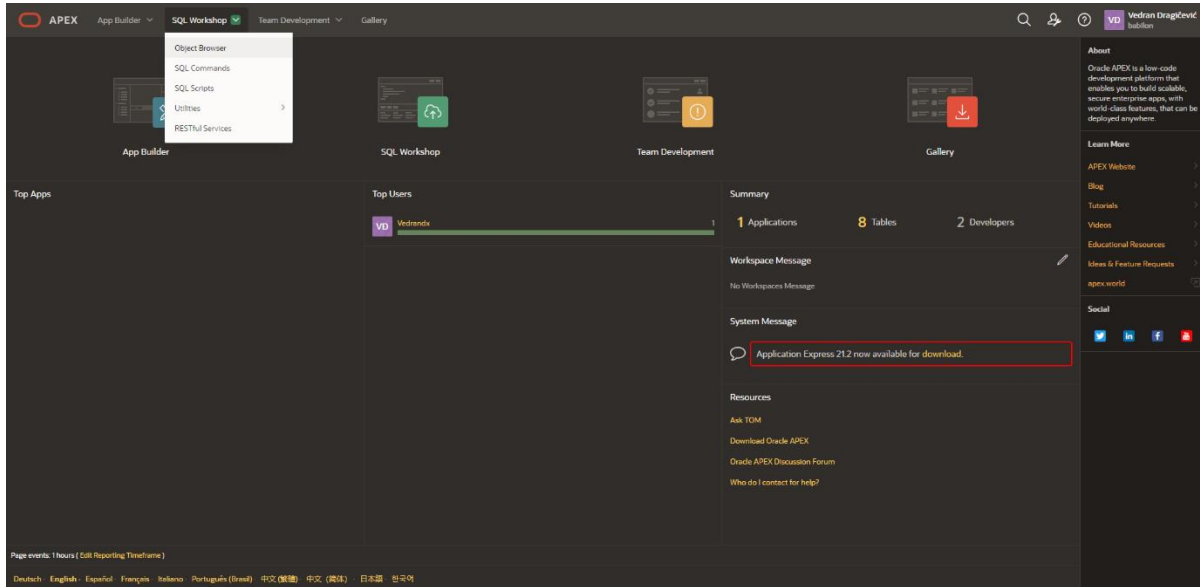 APEX App Builder SQL Workshop Team Development Gallery
VD Vedran Dragičević
babilon
Object Browser
SQL Commands
SQL Scripts
Utilities
RESTful Services
App Builder SQL Workshop Team Development Gallery
Top Apps
Top Users
VD Vedrandx 1
Summary
1 Applications 8 Tables 2 Developers
Workspace Message
No Workspaces Message
System Message
Application Express 21.2 now available for download.
Resources
Ask TOM
Download Oracle APEX
Oracle APEX Discussion Forum
Who do I contact for help?
About
Oracle APEX is a low-code
development platform that
enables you to build scalable,
secure enterprise apps, with
world-class features, that can be
deployed anywhere.
Learn More
APEX Website
Blog
Tutorials
Videos
Educational Resources
Ideas & Feature Requests
apex.world
Social
Page events: 1 hours ( Edit Reporting Timeframe )
Deutsch English Español Français Italiano Português (Brasil) 中文 (繁體) 中文 (简体) 日本語 한국어